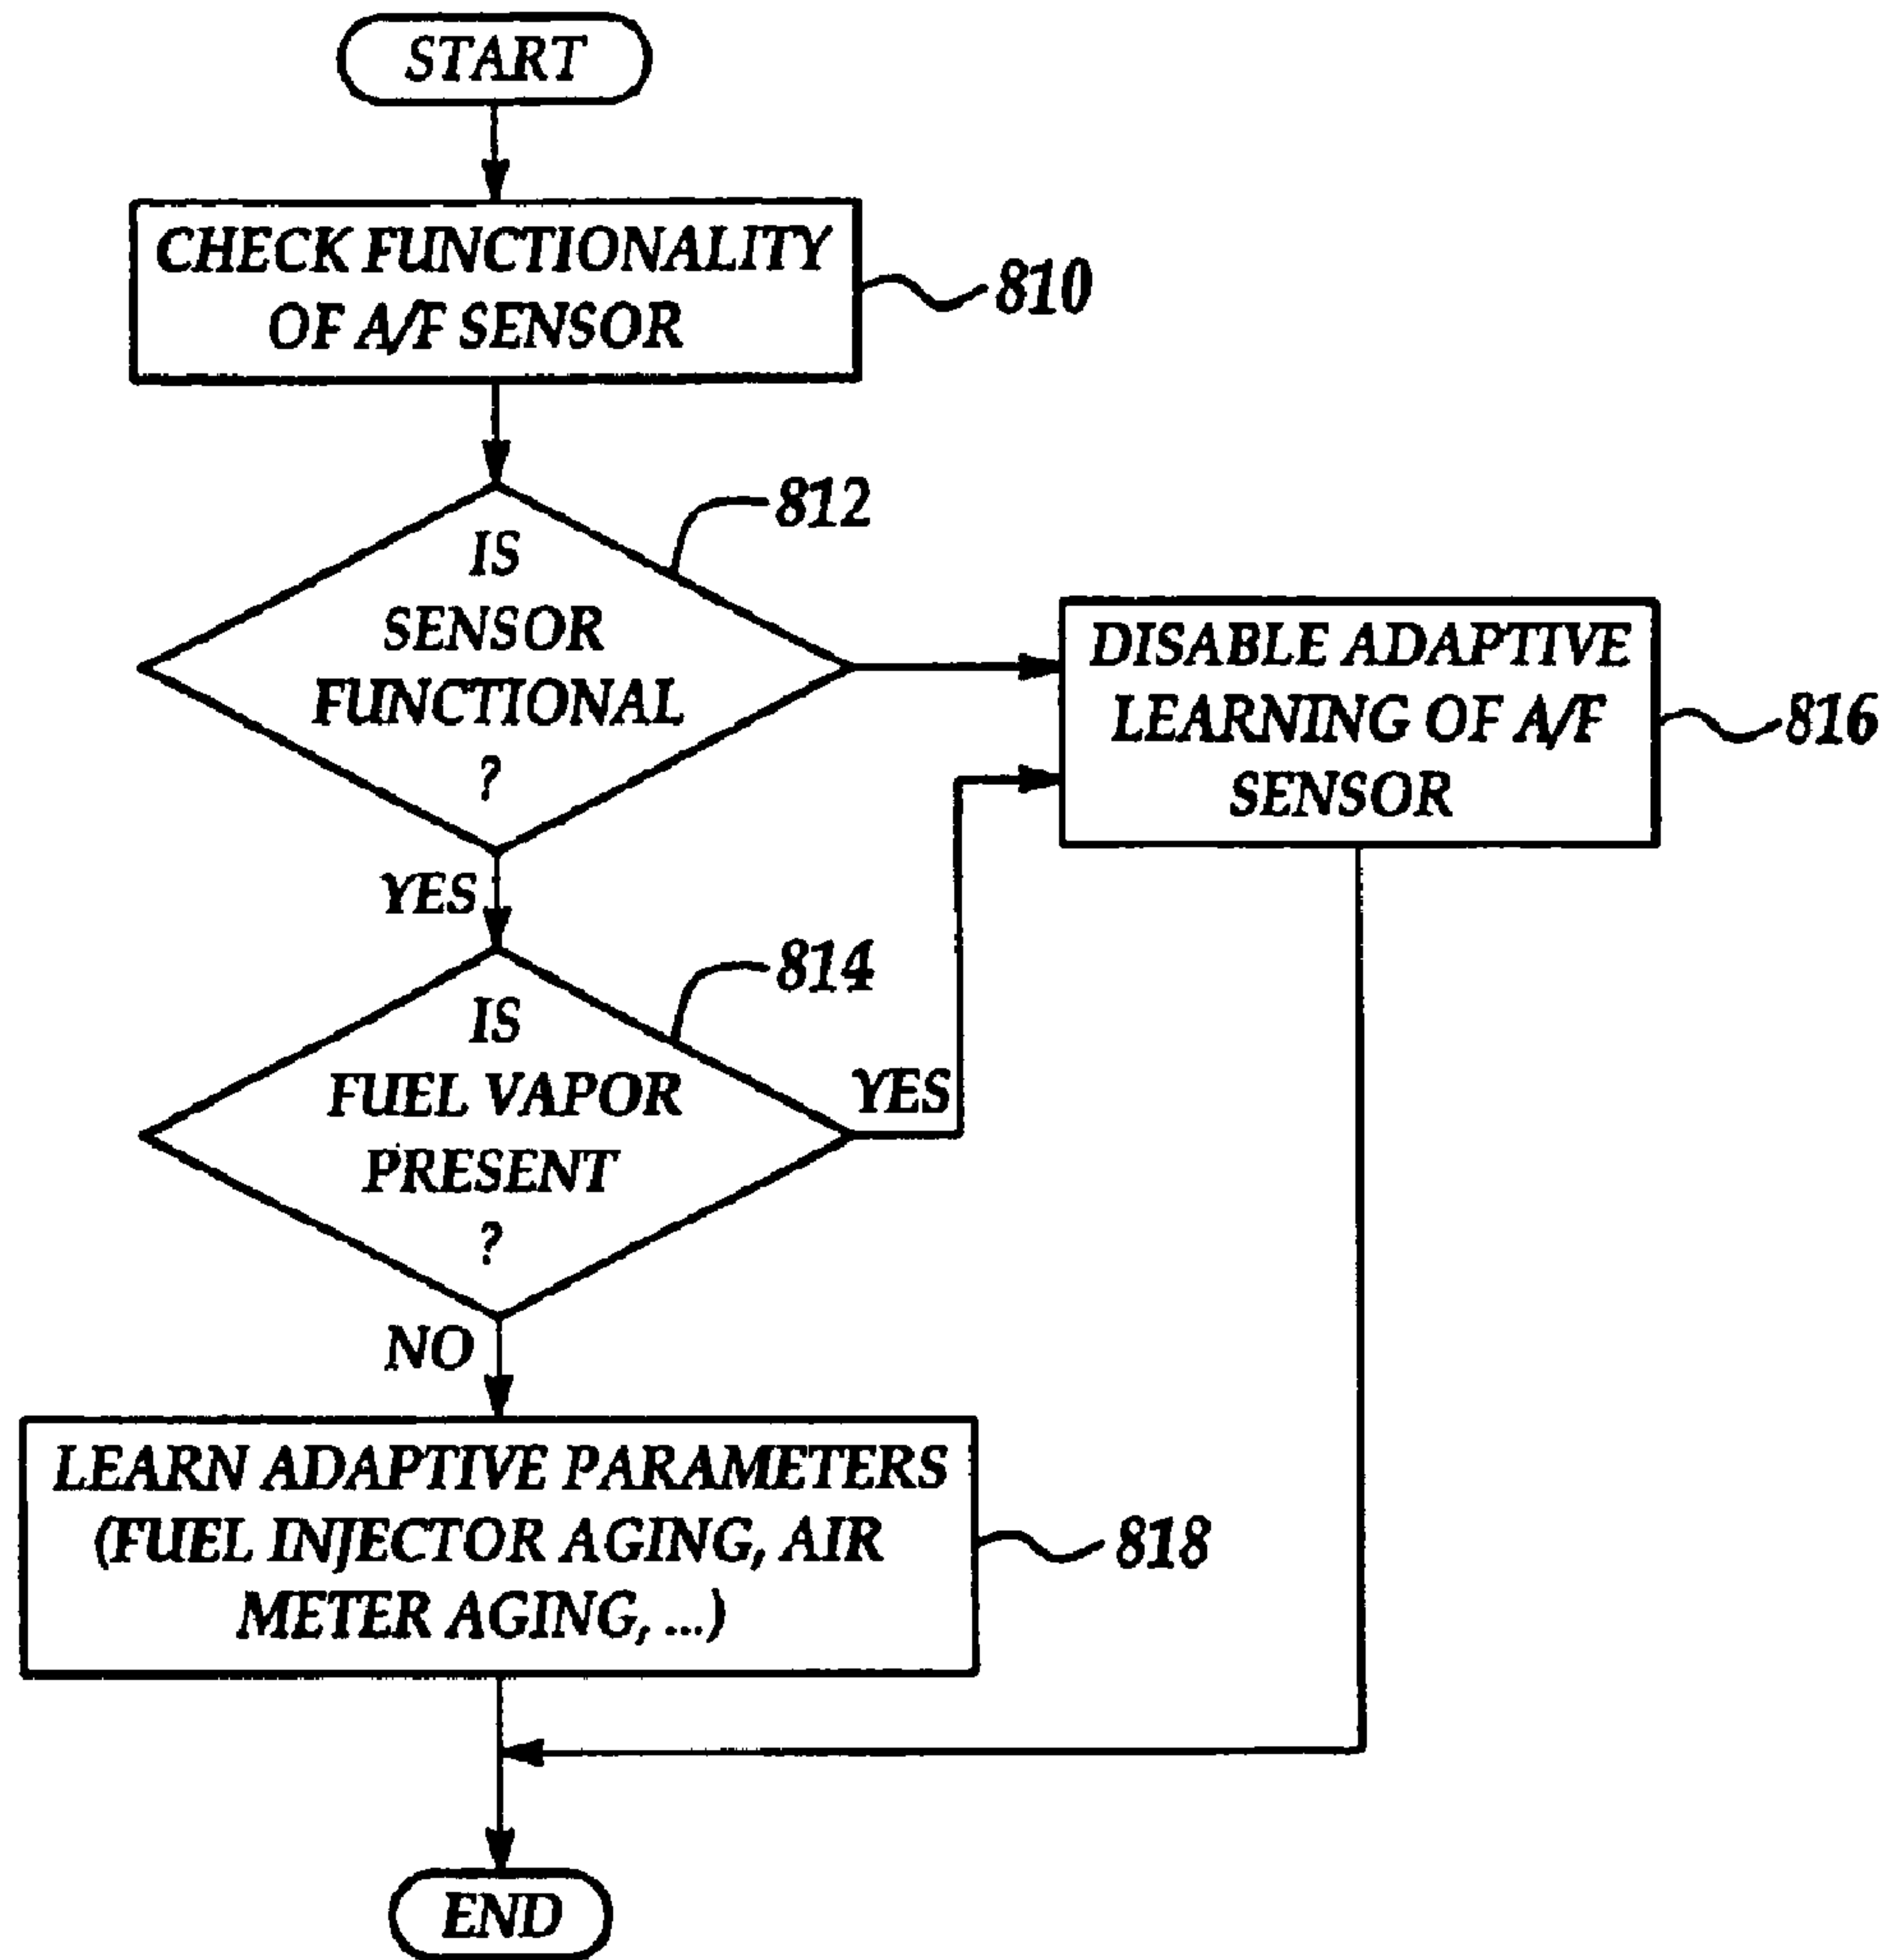 START
CHECK FUNCTIONALITY
OF A/F SENSOR
810
812
IS
SENSOR
FUNCTIONAL
?
DISABLE ADAPTIVE
LEARNING OF A/F
SENSOR
816
YES
814
IS
FUEL VAPOR
PRESENT
?
YES
NO
LEARN ADAPTIVE PARAMETERS
(FUEL INJECTOR AGING, AIR
METER AGING, ...)
818
END